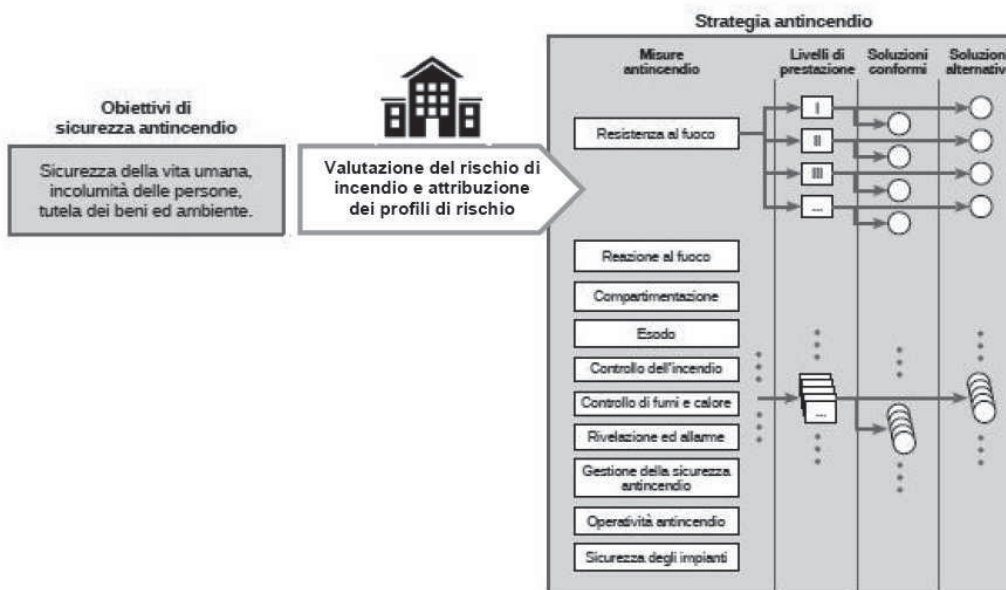 Strategia antincendio
Misure
antincendio
Livelli di
prestazione
Soluzioni
conformi
Soluzioni
alternative
Obiettivi di
sicurezza antincendio
Sicurezza della vita umana,
incolumità delle persone,
tutela dei beni ed ambiente.
Valutazione del rischio di
incendio e attribuzione
dei profili di rischio
Resistenza al fuoco
I
II
III
...
Reazione al fuoco
Compartimentazione
Esodo
Controllo dell'incendio
Controllo di fumi e calore
Rivelazione ed allarme
Gestione della sicurezza
antincendio
Operatività antincendio
Sicurezza degli impianti
...